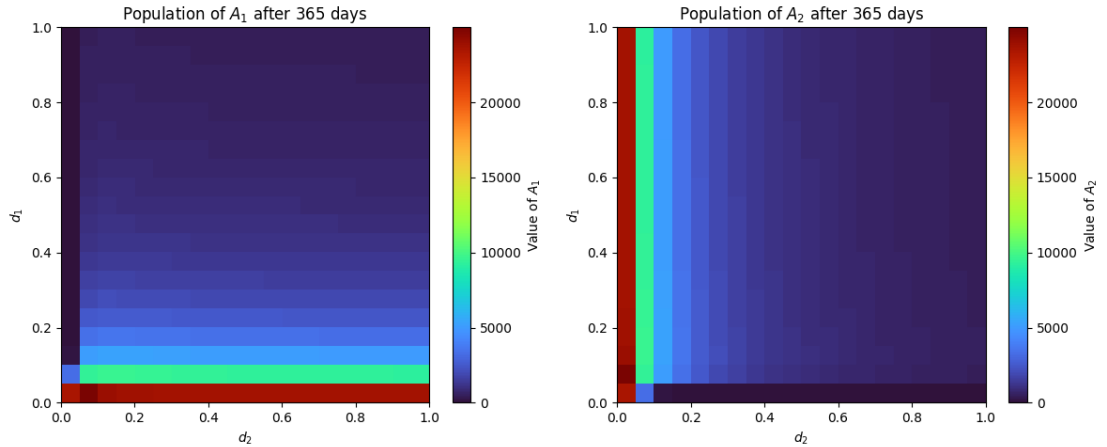 Population of A₁ after 365 days
1.0
0.8
0.6
0.4
0.2
0.0
d₁
0.0 0.2 0.4 0.6 0.8 1.0
d₂
20000
15000
10000
5000
0
Value of A₁
Population of A₂ after 365 days
1.0
0.8
0.6
0.4
0.2
0.0
d₁
0.0 0.2 0.4 0.6 0.8 1.0
d₂
20000
15000
10000
5000
0
Value of A₂